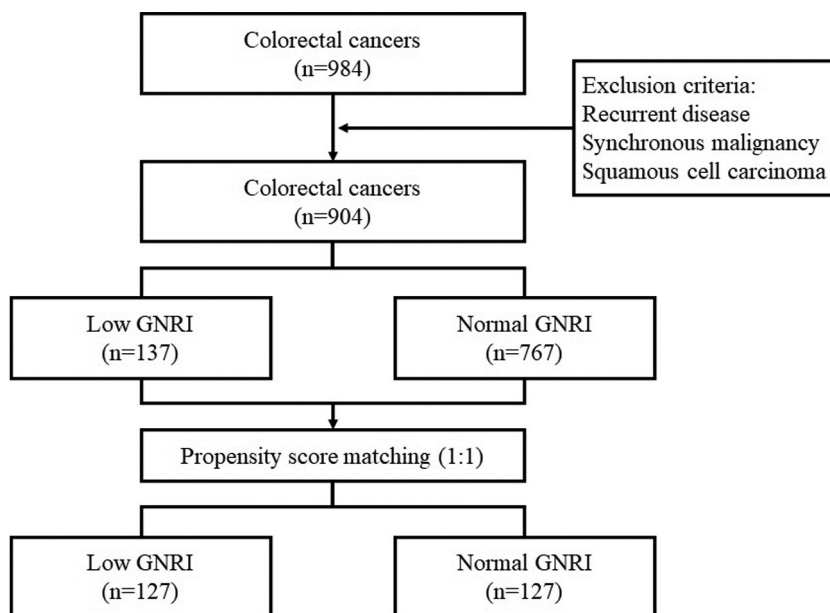 Colorectal cancers
(n=984)
Exclusion criteria:
Recurrent disease
Synchronous malignancy
Squamous cell carcinoma
Colorectal cancers
(n=904)
Low GNRI
(n=137)
Normal GNRI
(n=767)
Propensity score matching (1:1)
Low GNRI
(n=127)
Normal GNRI
(n=127)